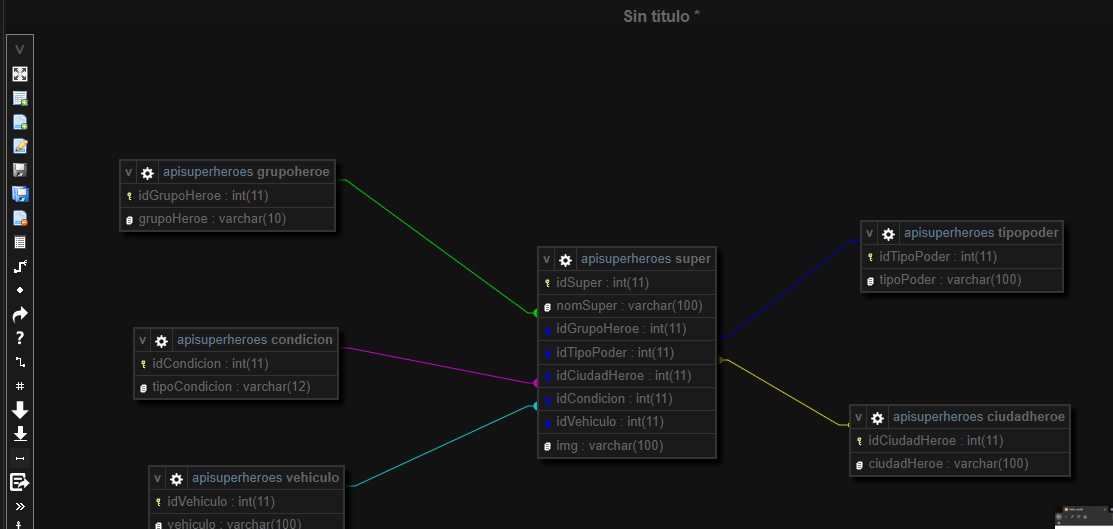 Sin título *
apisuperheroes grupoheroe
idGrupoHeroe : int(11)
grupoHeroe : varchar(10)
apisuperheroes condicion
idCondicion : int(11)
tipoCondicion : varchar(12)
apisuperheroes vehiculo
idVehiculo : int(11)
vehiculo : varchar(100)
apisuperheroes super
idSuper : int(11)
nomSuper : varchar(100)
idGrupoHeroe : int(11)
idTipoPoder : int(11)
idCiudadHeroe : int(11)
idCondicion : int(11)
idVehiculo : int(11)
img : varchar(100)
apisuperheroes tipopoder
idTipoPoder : int(11)
tipoPoder : varchar(100)
apisuperheroes ciudadheroe
idCiudadHeroe : int(11)
ciudadHeroe : varchar(100)